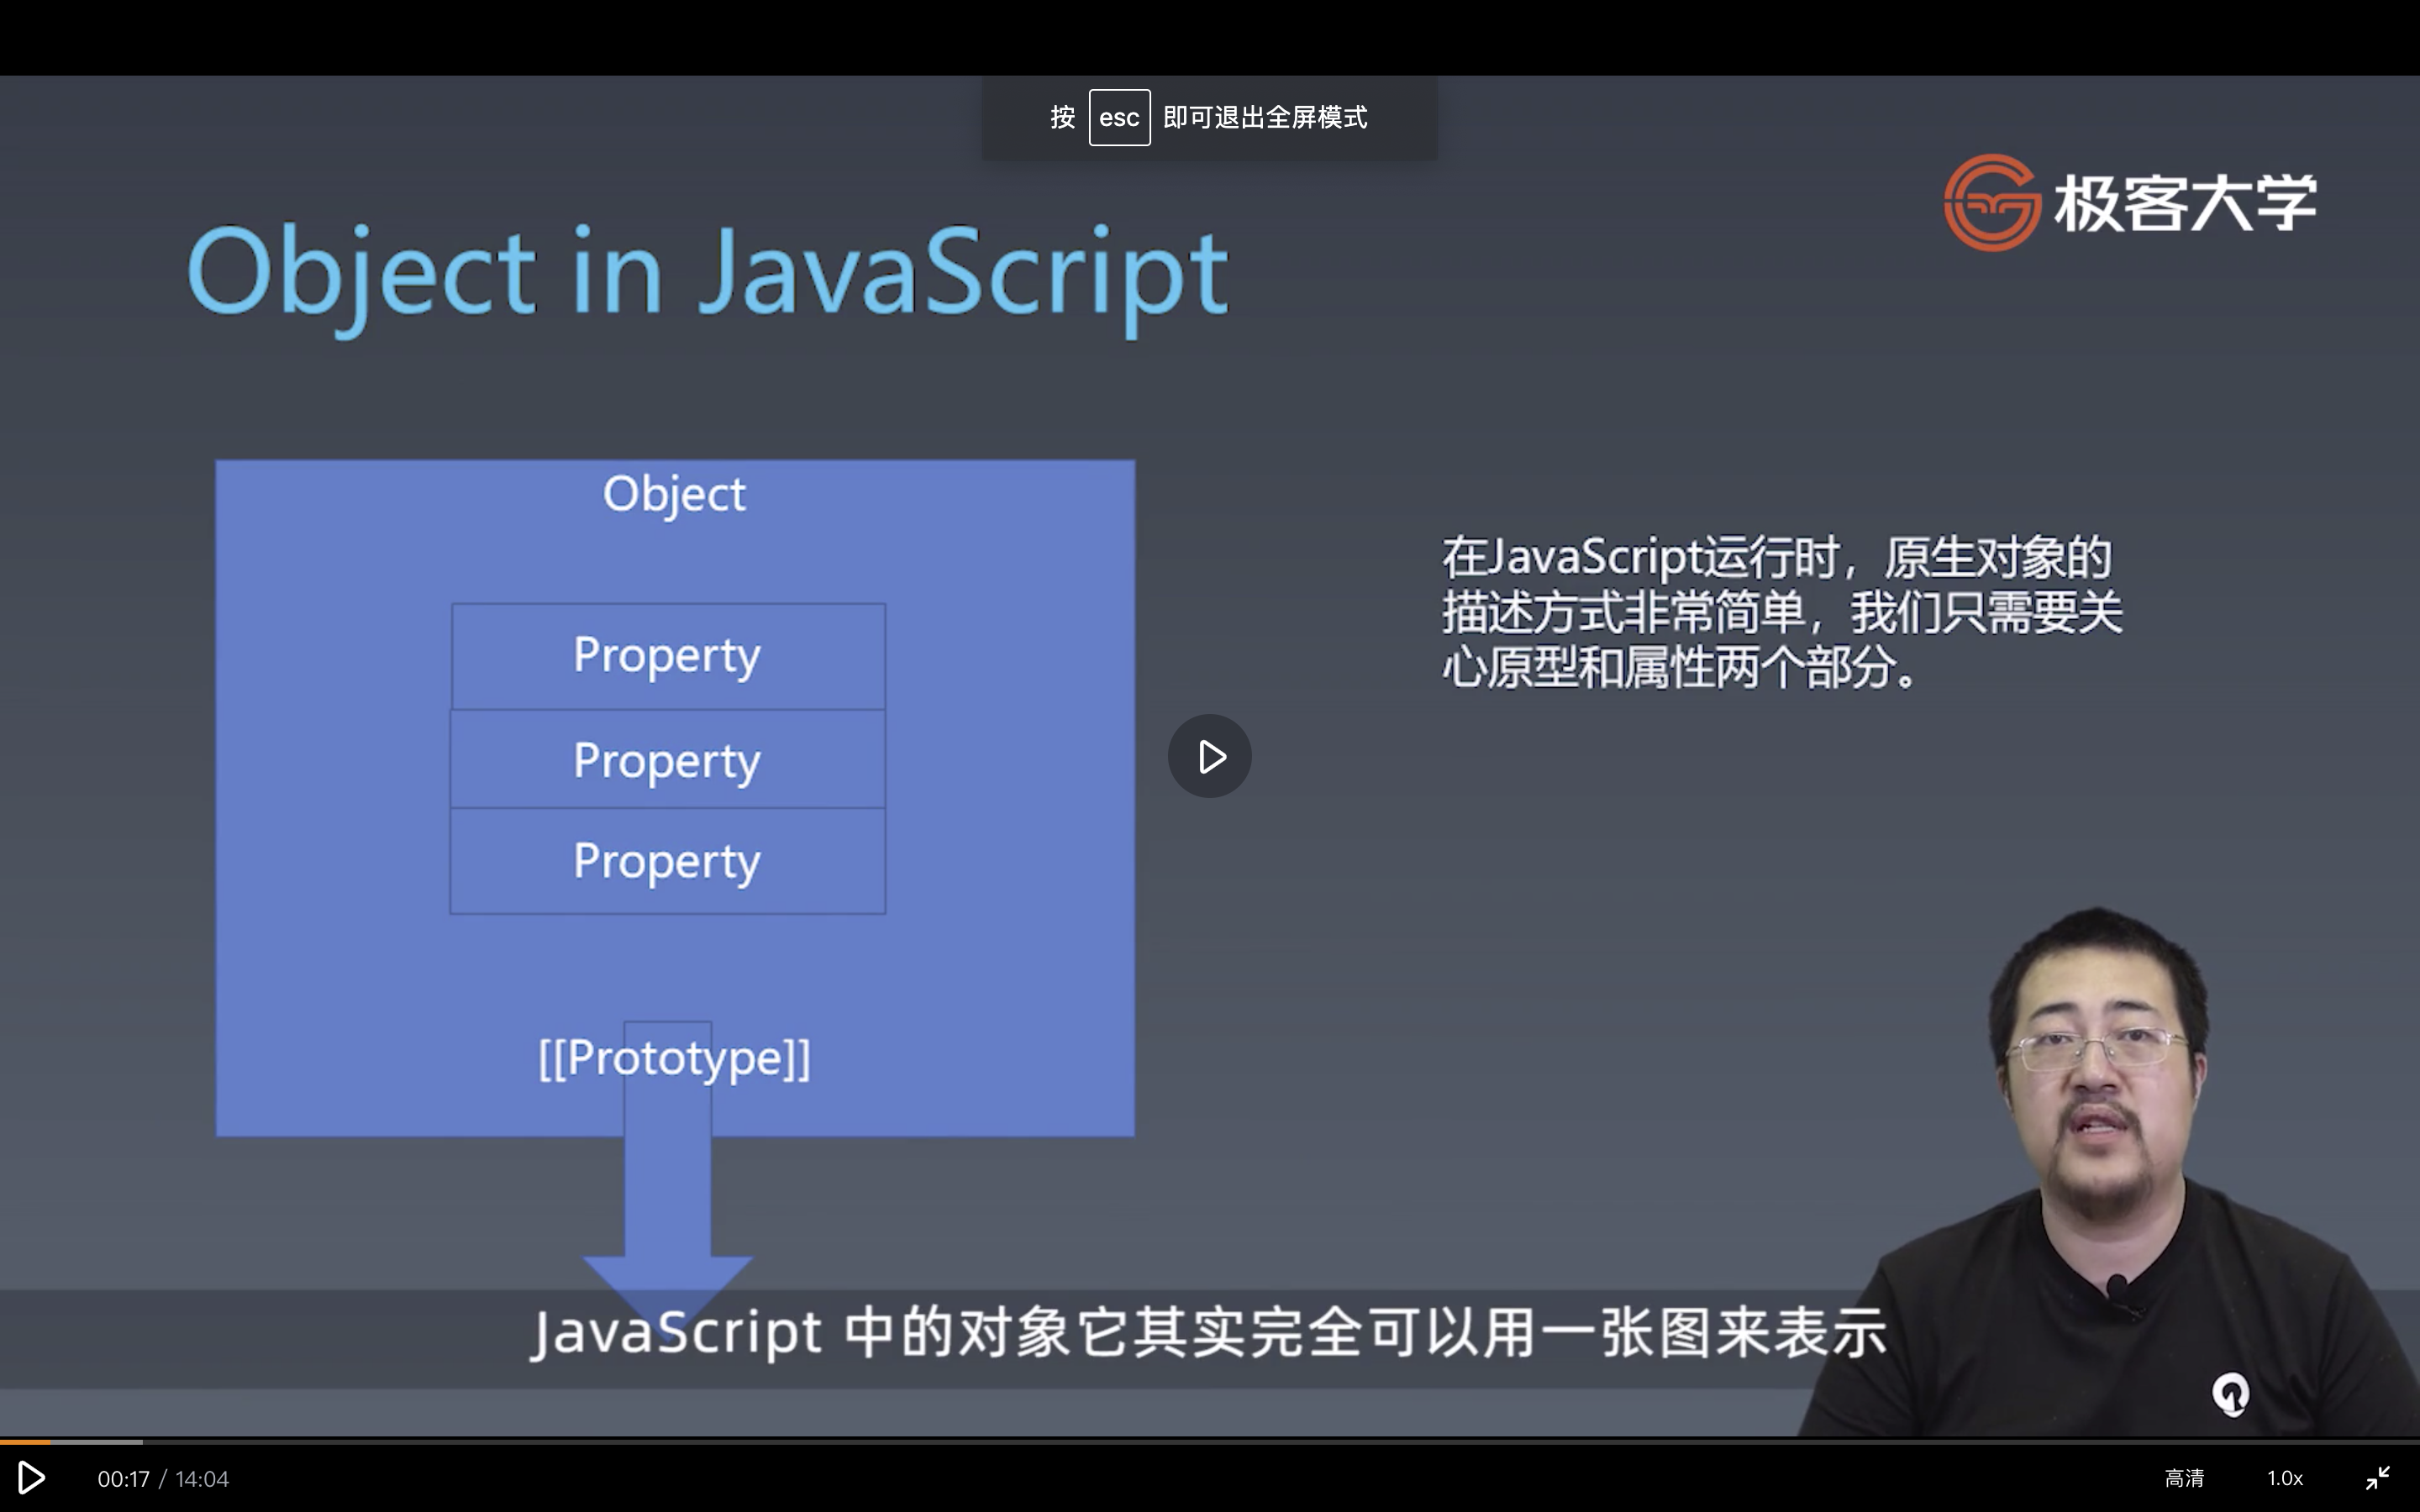 按 esc 即可退出全屏模式
极客大学
Object in JavaScript
Object
Property
Property
Property
[[Prototype]]
在JavaScript运行时，原生对象的
描述方式非常简单，我们只需要关
心原型和属性两个部分。
JavaScript 中的对象它其实完全可以用一张图来表示
00:17 / 14:04
高清
1.0x